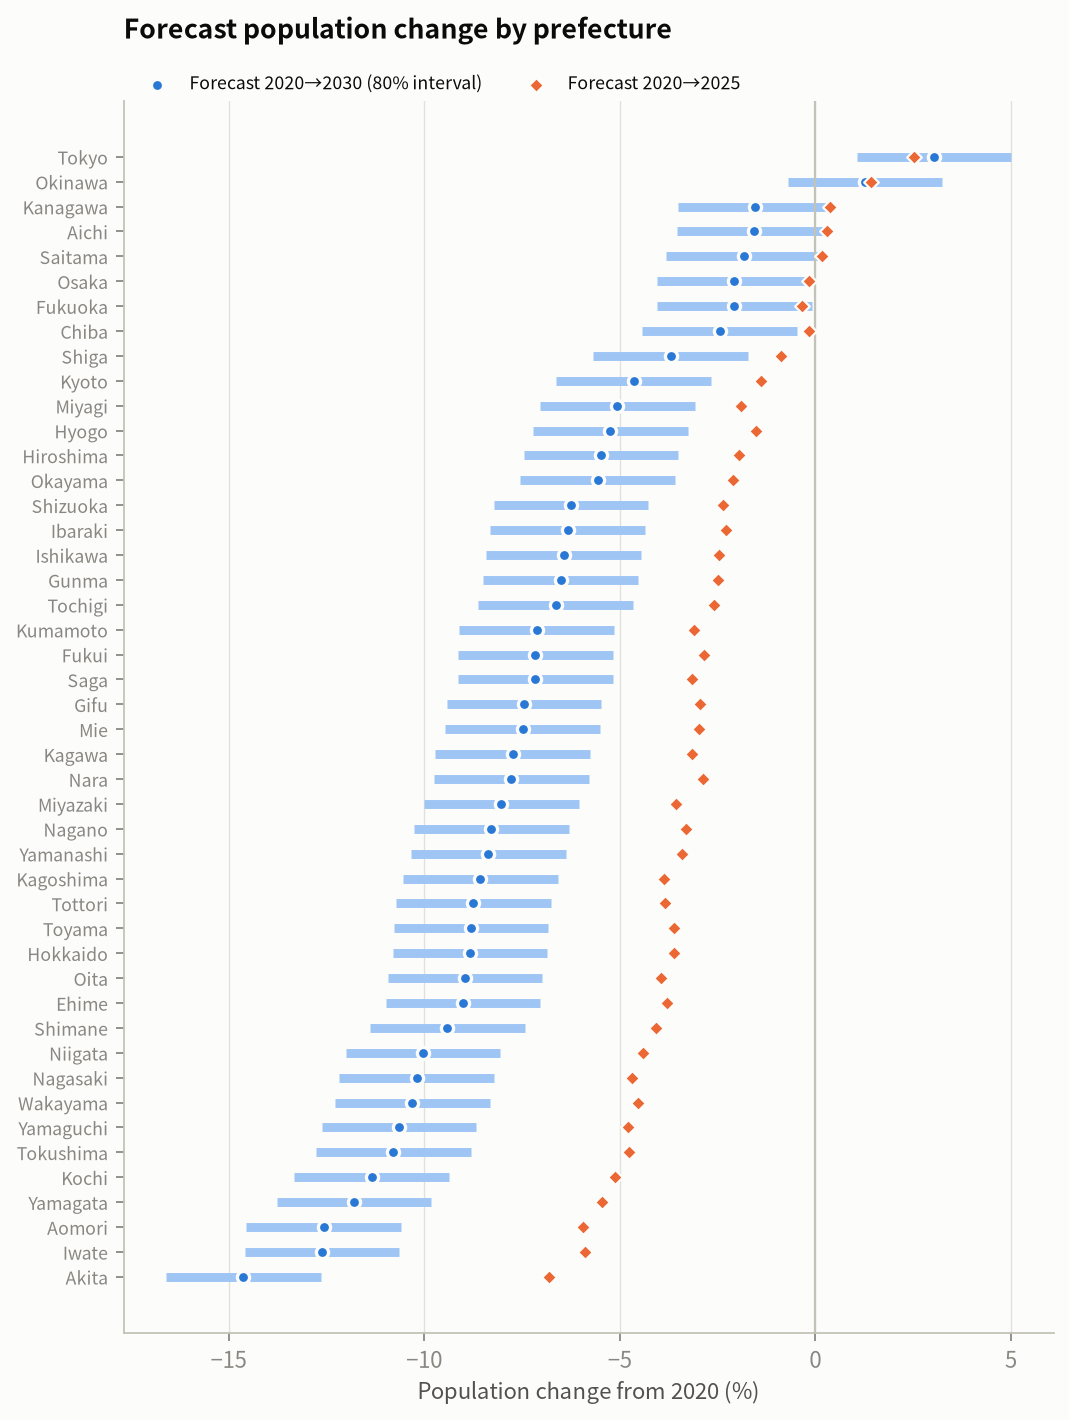 Forecast population change by prefecture
Forecast 2020→2030 (80% interval)
Forecast 2020→2025
Tokyo
Okinawa
Kanagawa
Aichi
Saitama
Osaka
Fukuoka
Chiba
Shiga
Kyoto
Miyagi
Hyogo
Hiroshima
Okayama
Shizuoka
Ibaraki
Ishikawa
Gunma
Tochigi
Kumamoto
Fukui
Saga
Gifu
Mie
Kagawa
Nara
Miyazaki
Nagano
Yamanashi
Kagoshima
Tottori
Toyama
Hokkaido
Oita
Ehime
Shimane
Niigata
Nagasaki
Wakayama
Yamaguchi
Tokushima
Kochi
Yamagata
Aomori
Iwate
Akita
−15 −10 −5 0 5
Population change from 2020 (%)